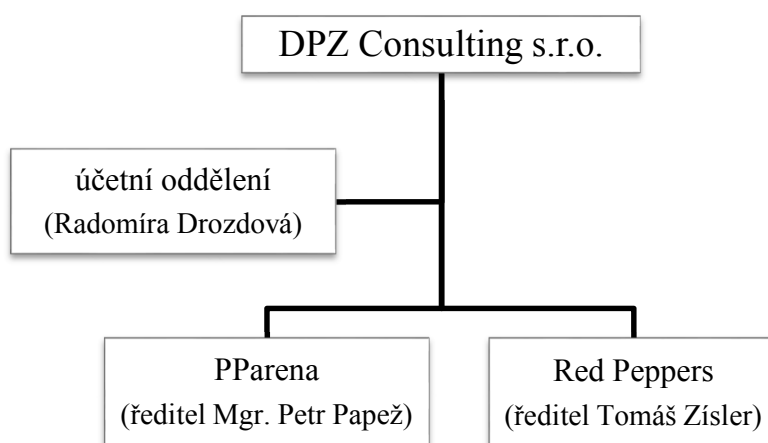 DPZ Consulting s.r.o.
účetní oddělení
(Radomíra Drozdová)
PParena
(ředitel Mgr. Petr Papež)
Red Peppers
(ředitel Tomáš Zísler)